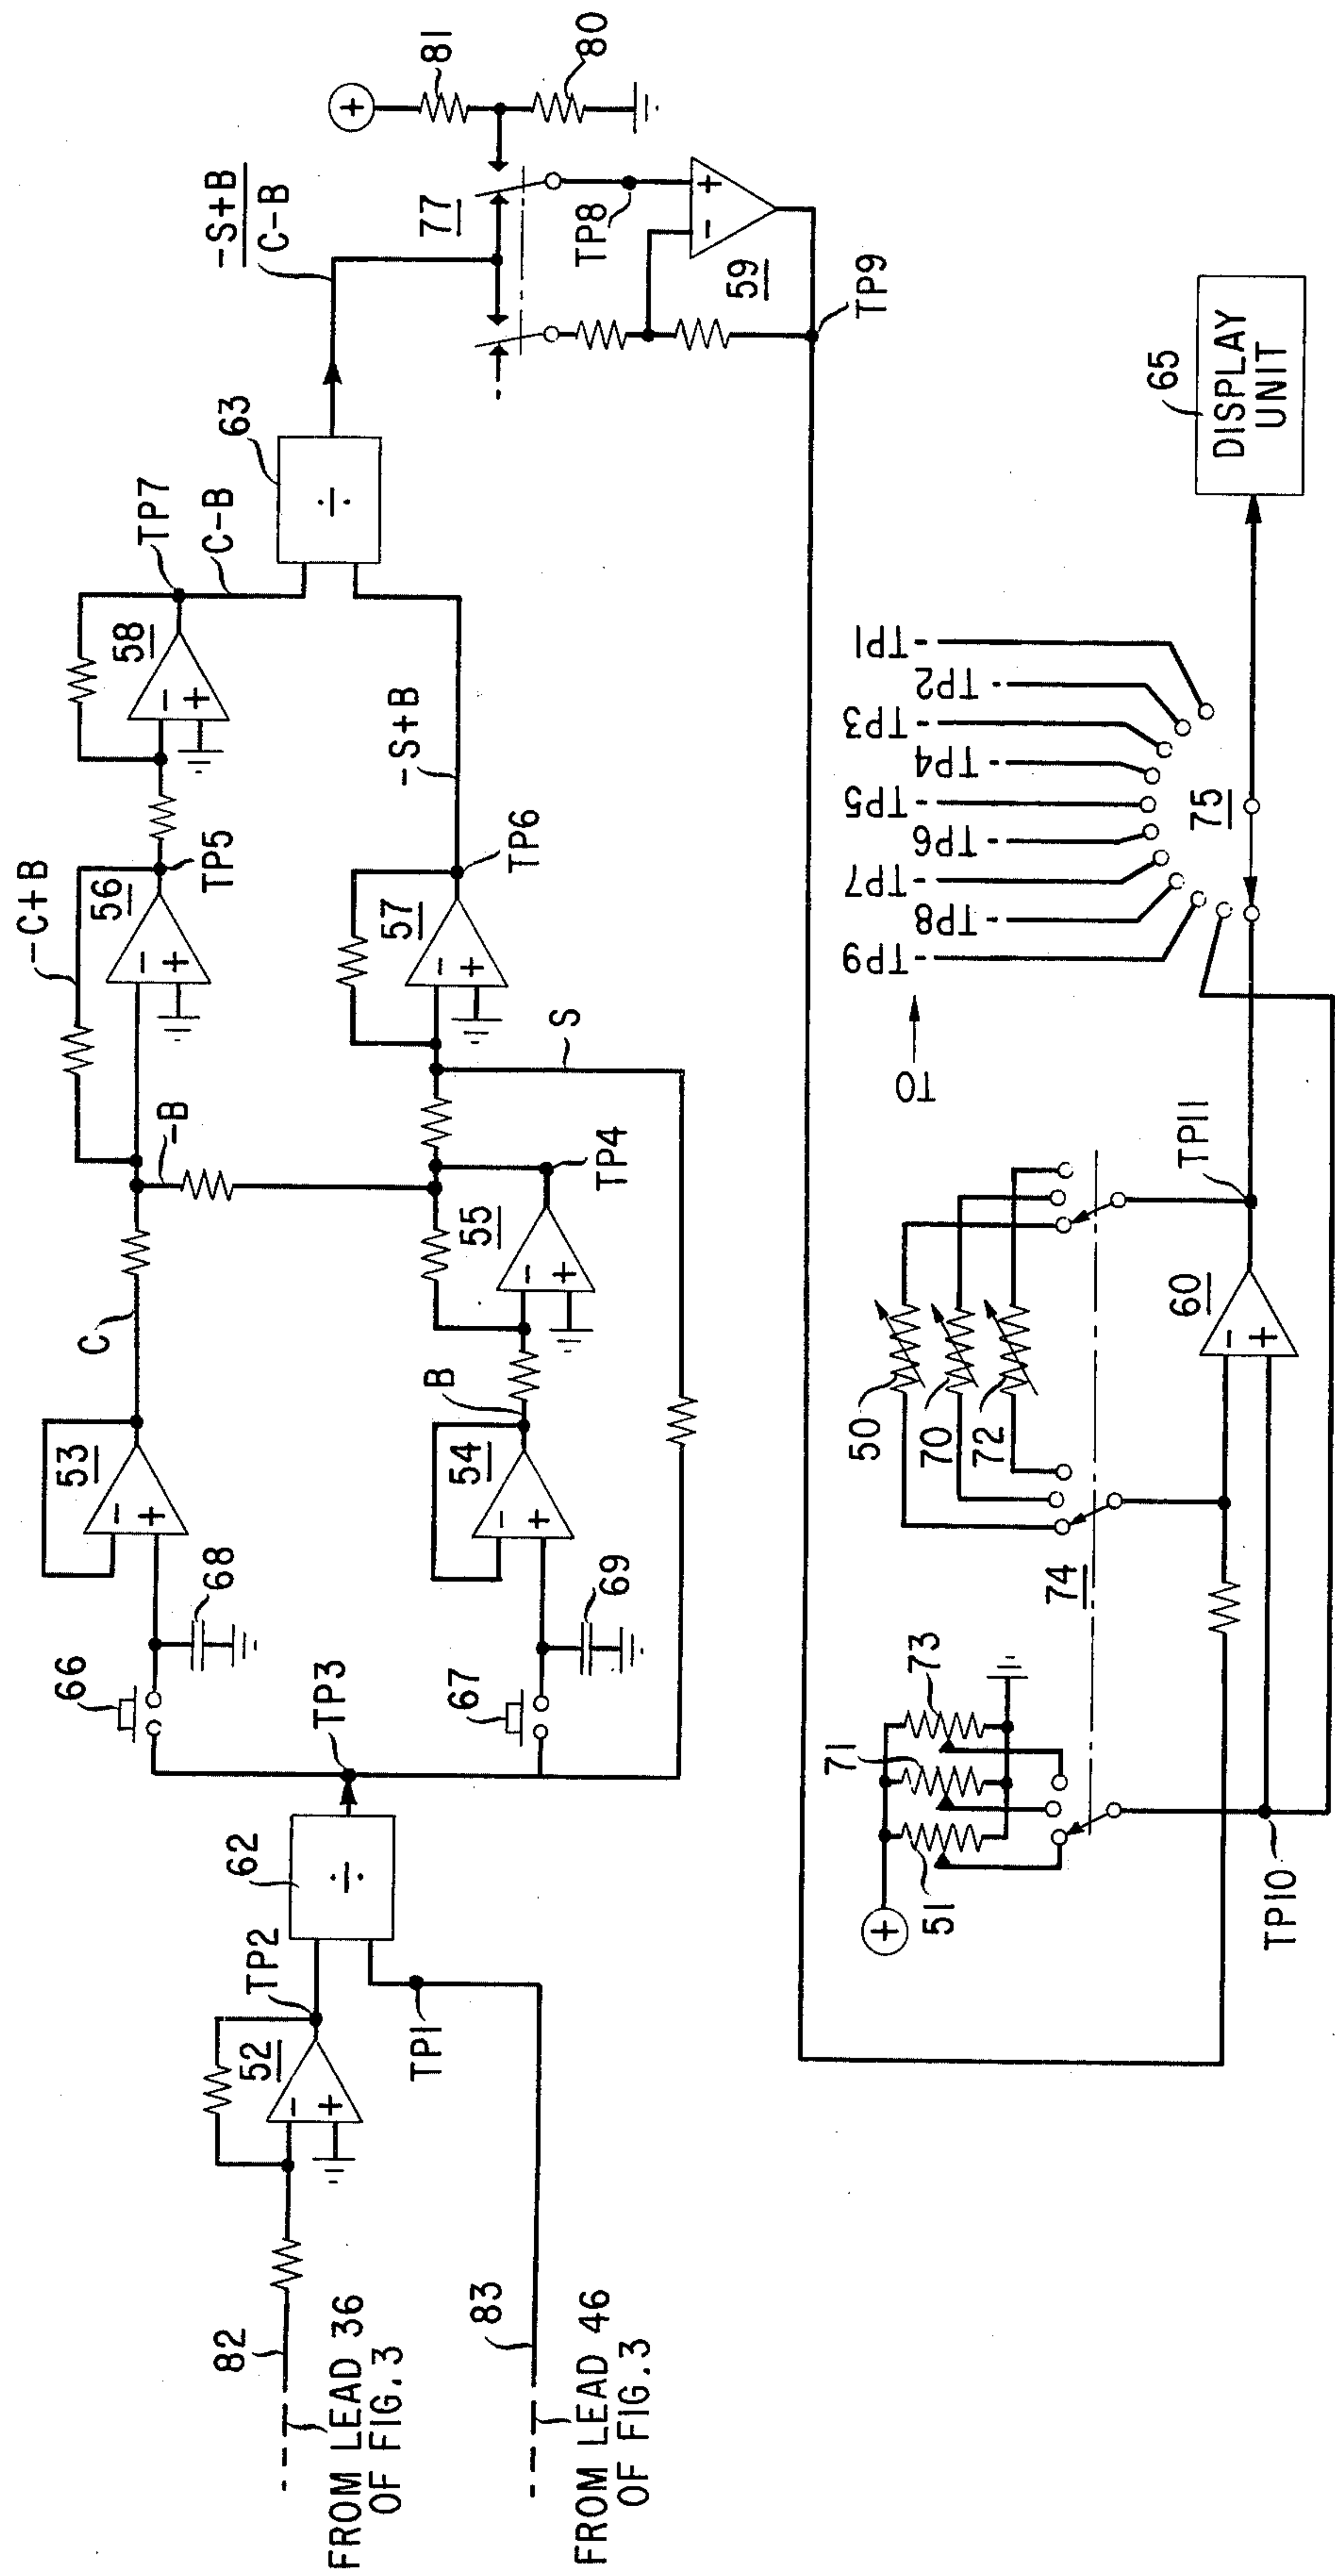 82
FROM LEAD 36
OF FIG. 3
83
FROM LEAD 46
OF FIG. 3
52
-
+
TP2
TP1
62
÷
TP3
66
68
53
-
+
C
67
69
54
-
+
B
55
-
+
TP4
-B
-C+B
56
-
+
TP5
S
57
-
+
TP6
-S+B
58
-
+
TP7
C-B
63
÷
-S+B
C-B
77
+
81
80
TP8
+
-
59
TP9
+
51
71
73
TP10
74
50
70
72
60
-
+
TP11
TO
TP9
TP8
TP7
TP6
TP5
TP4
TP3
TP2
TP1
75
65
DISPLAY
UNIT